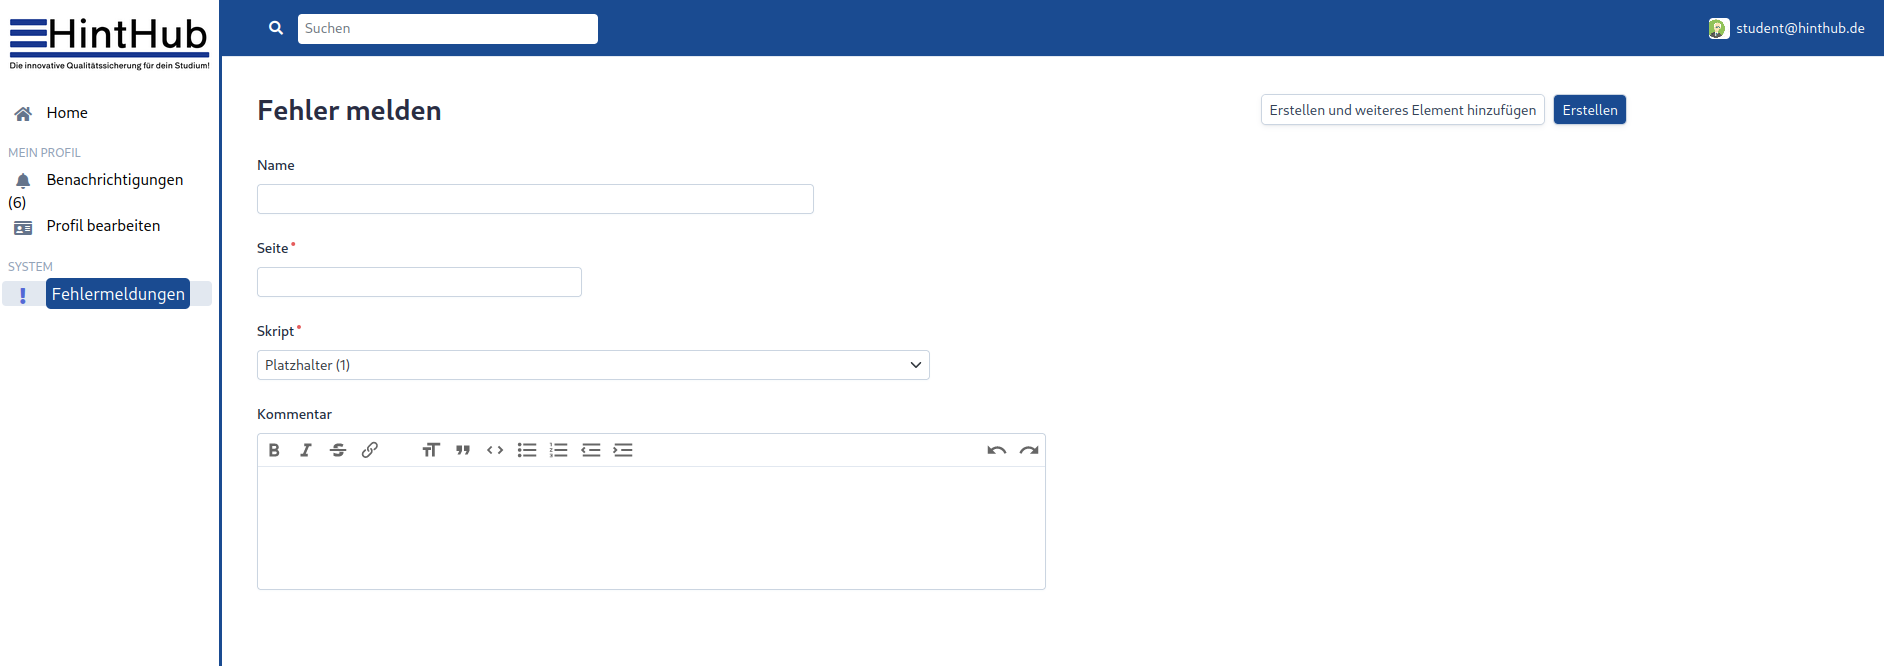 HintHub
Die innovative Qualitätssicherung für dein Studium!
Suchen
student@hinthub.de
Home
MEIN PROFIL
Benachrichtigungen
(6)
Profil bearbeiten
SYSTEM
Fehlermeldungen
Fehler melden
Erstellen und weiteres Element hinzufügen
Erstellen
Name
Seite
Skript
Platzhalter (1)
Kommentar